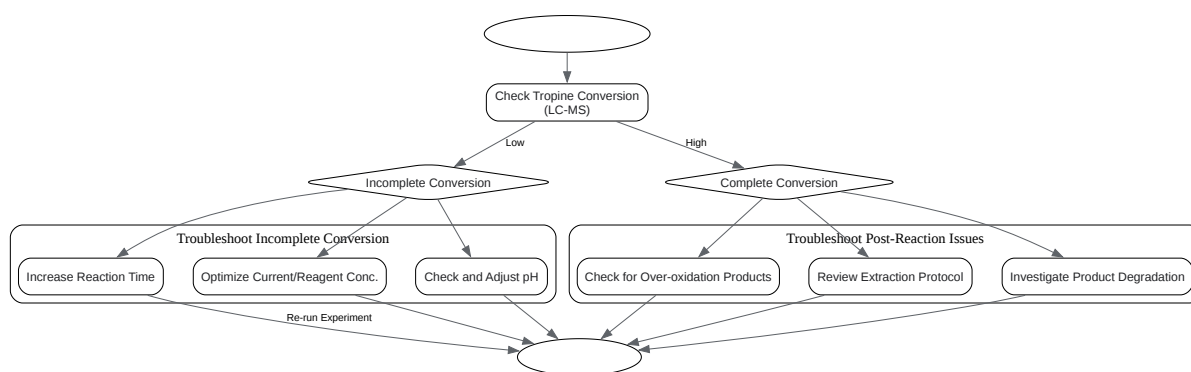 Check Tropine Conversion
(LC-MS)
Low
High
Incomplete Conversion
Complete Conversion
Troubleshoot Incomplete Conversion
Troubleshoot Post-Reaction Issues
Increase Reaction Time
Optimize Current/Reagent Conc.
Check and Adjust pH
Check for Over-oxidation Products
Review Extraction Protocol
Investigate Product Degradation
Re-run Experiment